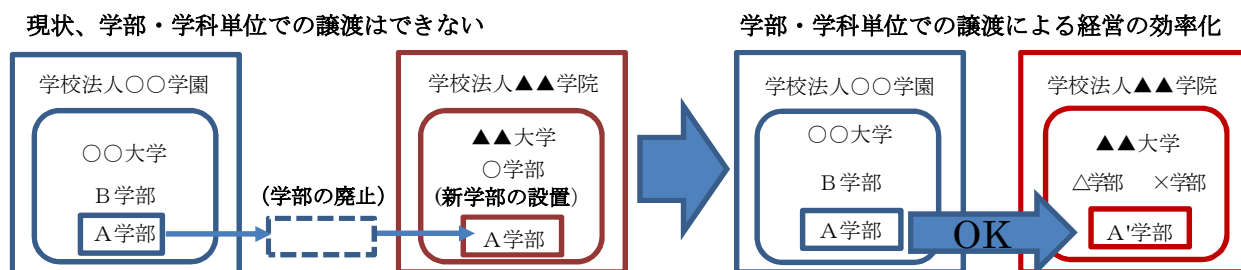 現状、学部・学科単位での譲渡はできない
学校法人○○学園
○○大学
B学部
A学部
(学部の廃止)
学校法人▲▲学院
▲▲大学
○学部
(新学部の設置)
A学部
学部・学科単位での譲渡による経営の効率化
学校法人○○学園
○○大学
B学部
A学部
OK
学校法人▲▲学院
▲▲大学
△学部 ×学部
A'学部